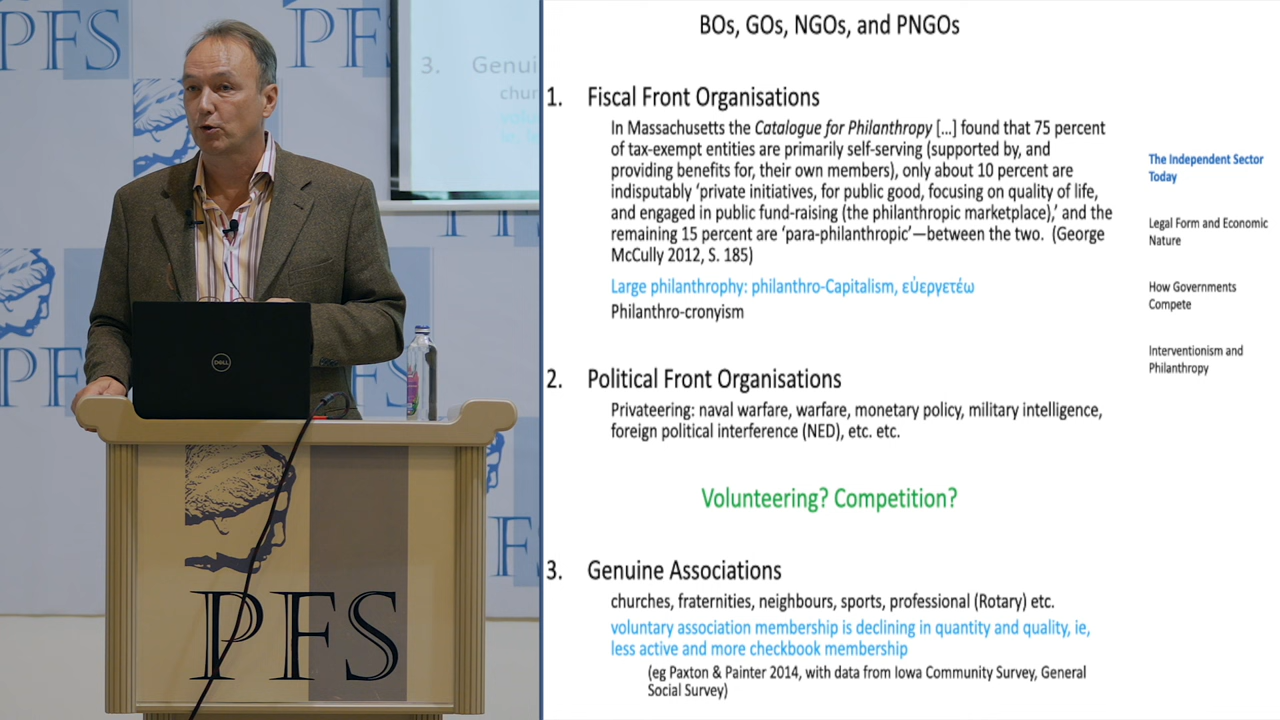 PFS
PFS
3. Genui
chur
volu
ie, le
PFS
PFS
PFS
PF
DELL
PFS
BOs, GOs, NGOs, and PNGOs
1. Fiscal Front Organisations
In Massachusetts the Catalogue for Philanthropy [...] found that 75 percent
of tax-exempt entities are primarily self-serving (supported by, and
providing benefits for, their own members), only about 10 percent are
indisputably ‘private initiatives, for public good, focusing on quality of life,
and engaged in public fund-raising (the philanthropic marketplace),’ and the
remaining 15 percent are ‘para-philanthropic’—between the two. (George
McCully 2012, S. 185)
Large philanthrophy: philanthro-Capitalism, εὐεργετέω
Philanthro-cronyism
2. Political Front Organisations
Privateering: naval warfare, warfare, monetary policy, military intelligence,
foreign political interference (NED), etc. etc.
Volunteering? Competition?
3. Genuine Associations
churches, fraternities, neighbours, sports, professional (Rotary) etc.
voluntary association membership is declining in quantity and quality, ie,
less active and more checkbook membership
(eg Paxton & Painter 2014, with data from Iowa Community Survey, General
Social Survey)
The Independent Sector
Today
Legal Form and Economic
Nature
How Governments
Compete
Interventionism and
Philanthropy